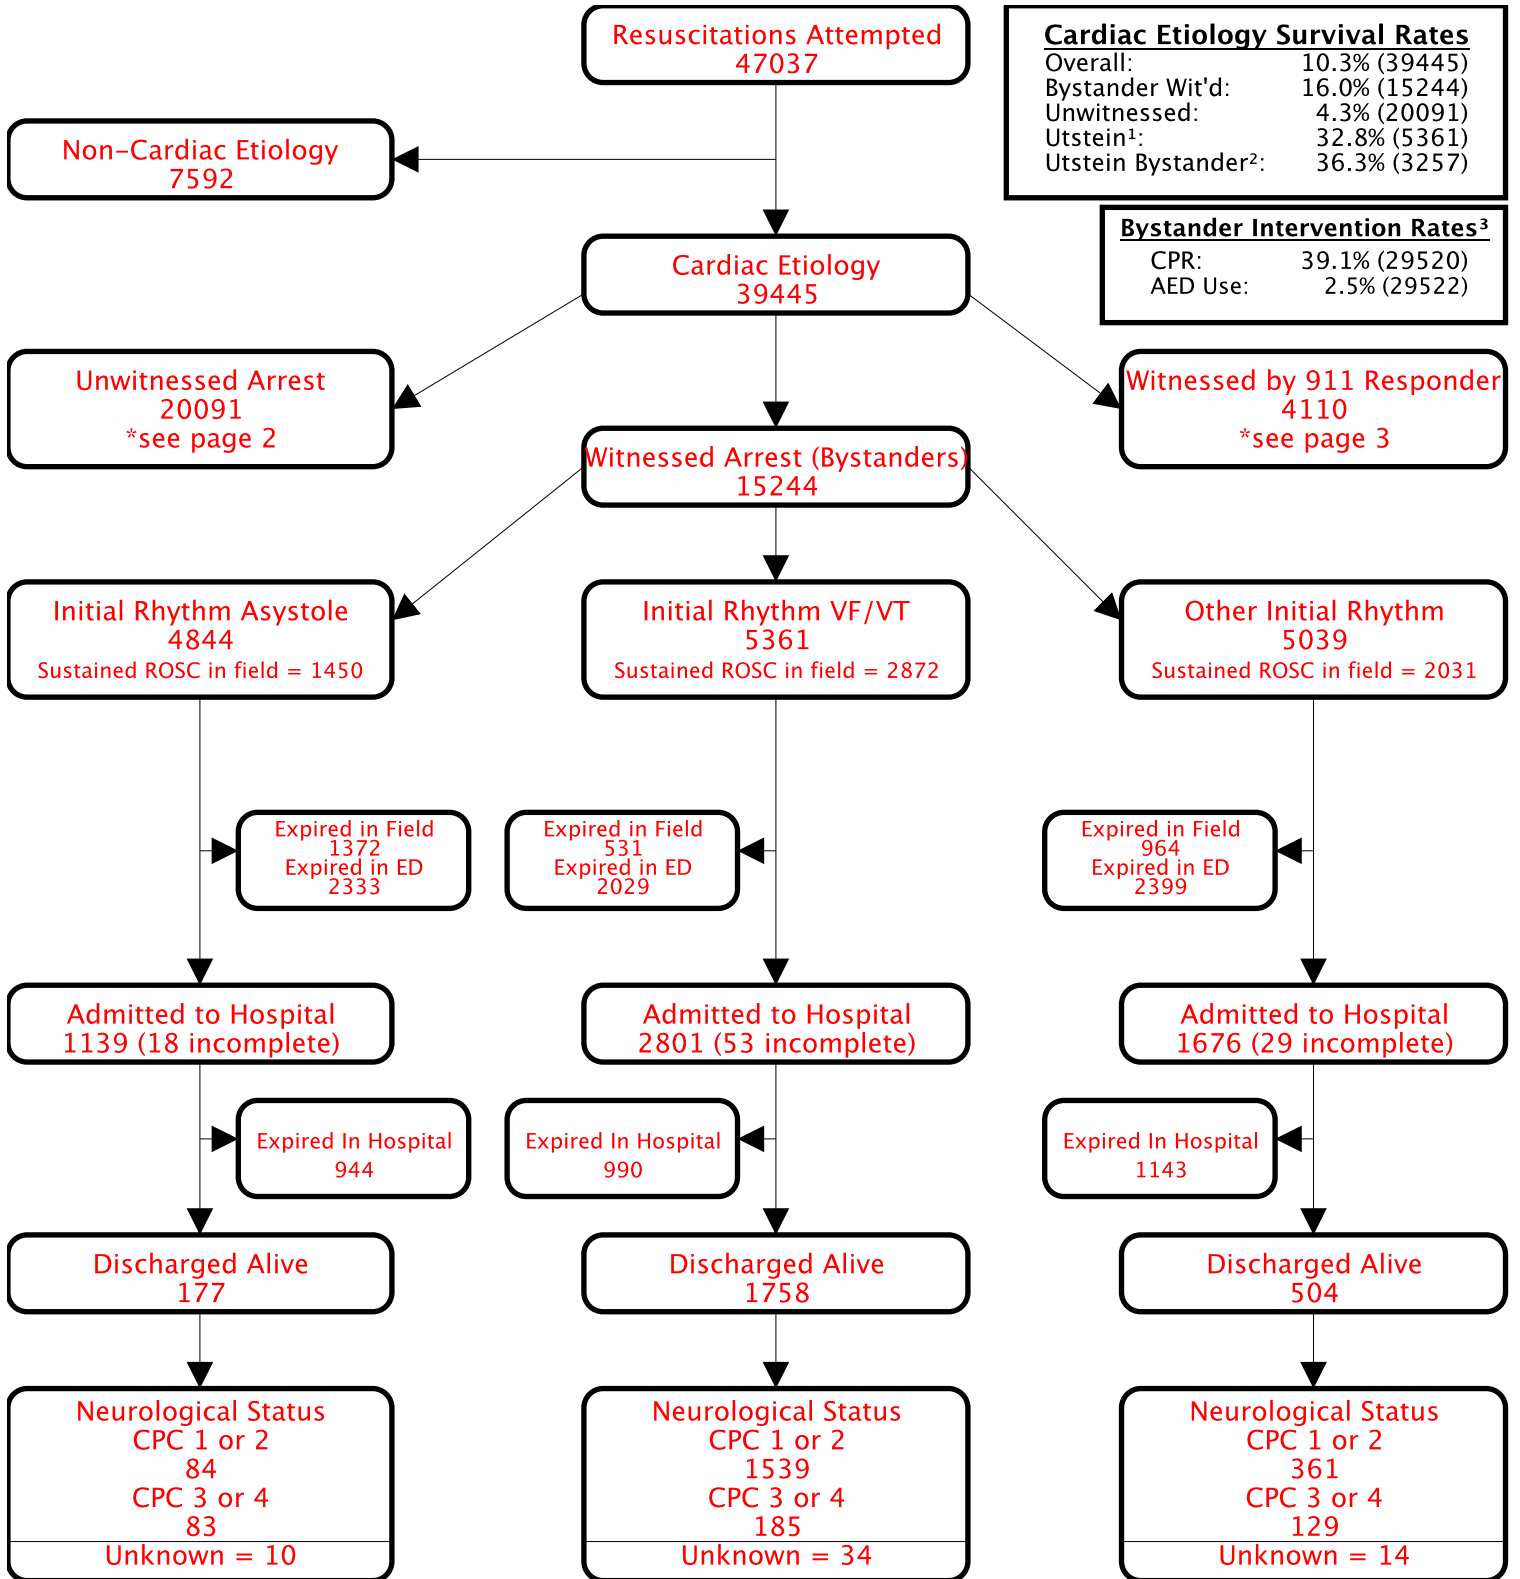 Resuscitations Attempted
47037
Cardiac Etiology Survival Rates
Overall: 10.3% (39445)
Bystander Wit'd: 16.0% (15244)
Unwitnessed: 4.3% (20091)
Utstein¹: 32.8% (5361)
Utstein Bystander²: 36.3% (3257)
Non-Cardiac Etiology
7592
Bystander Intervention Rates³
CPR: 39.1% (29520)
AED Use: 2.5% (29522)
Cardiac Etiology
39445
Unwitnessed Arrest
20091
*see page 2
Witnessed by 911 Responder
4110
*see page 3
Witnessed Arrest (Bystanders)
15244
Initial Rhythm Asystole
4844
Sustained ROSC in field = 1450
Initial Rhythm VF/VT
5361
Sustained ROSC in field = 2872
Other Initial Rhythm
5039
Sustained ROSC in field = 2031
Expired in Field
1372
Expired in ED
2333
Expired in Field
531
Expired in ED
2029
Expired in Field
964
Expired in ED
2399
Admitted to Hospital
1139 (18 incomplete)
Admitted to Hospital
2801 (53 incomplete)
Admitted to Hospital
1676 (29 incomplete)
Expired In Hospital
944
Expired In Hospital
990
Expired In Hospital
1143
Discharged Alive
177
Discharged Alive
1758
Discharged Alive
504
Neurological Status
CPC 1 or 2
84
CPC 3 or 4
83
Unknown = 10
Neurological Status
CPC 1 or 2
1539
CPC 3 or 4
185
Unknown = 34
Neurological Status
CPC 1 or 2
361
CPC 3 or 4
129
Unknown = 14